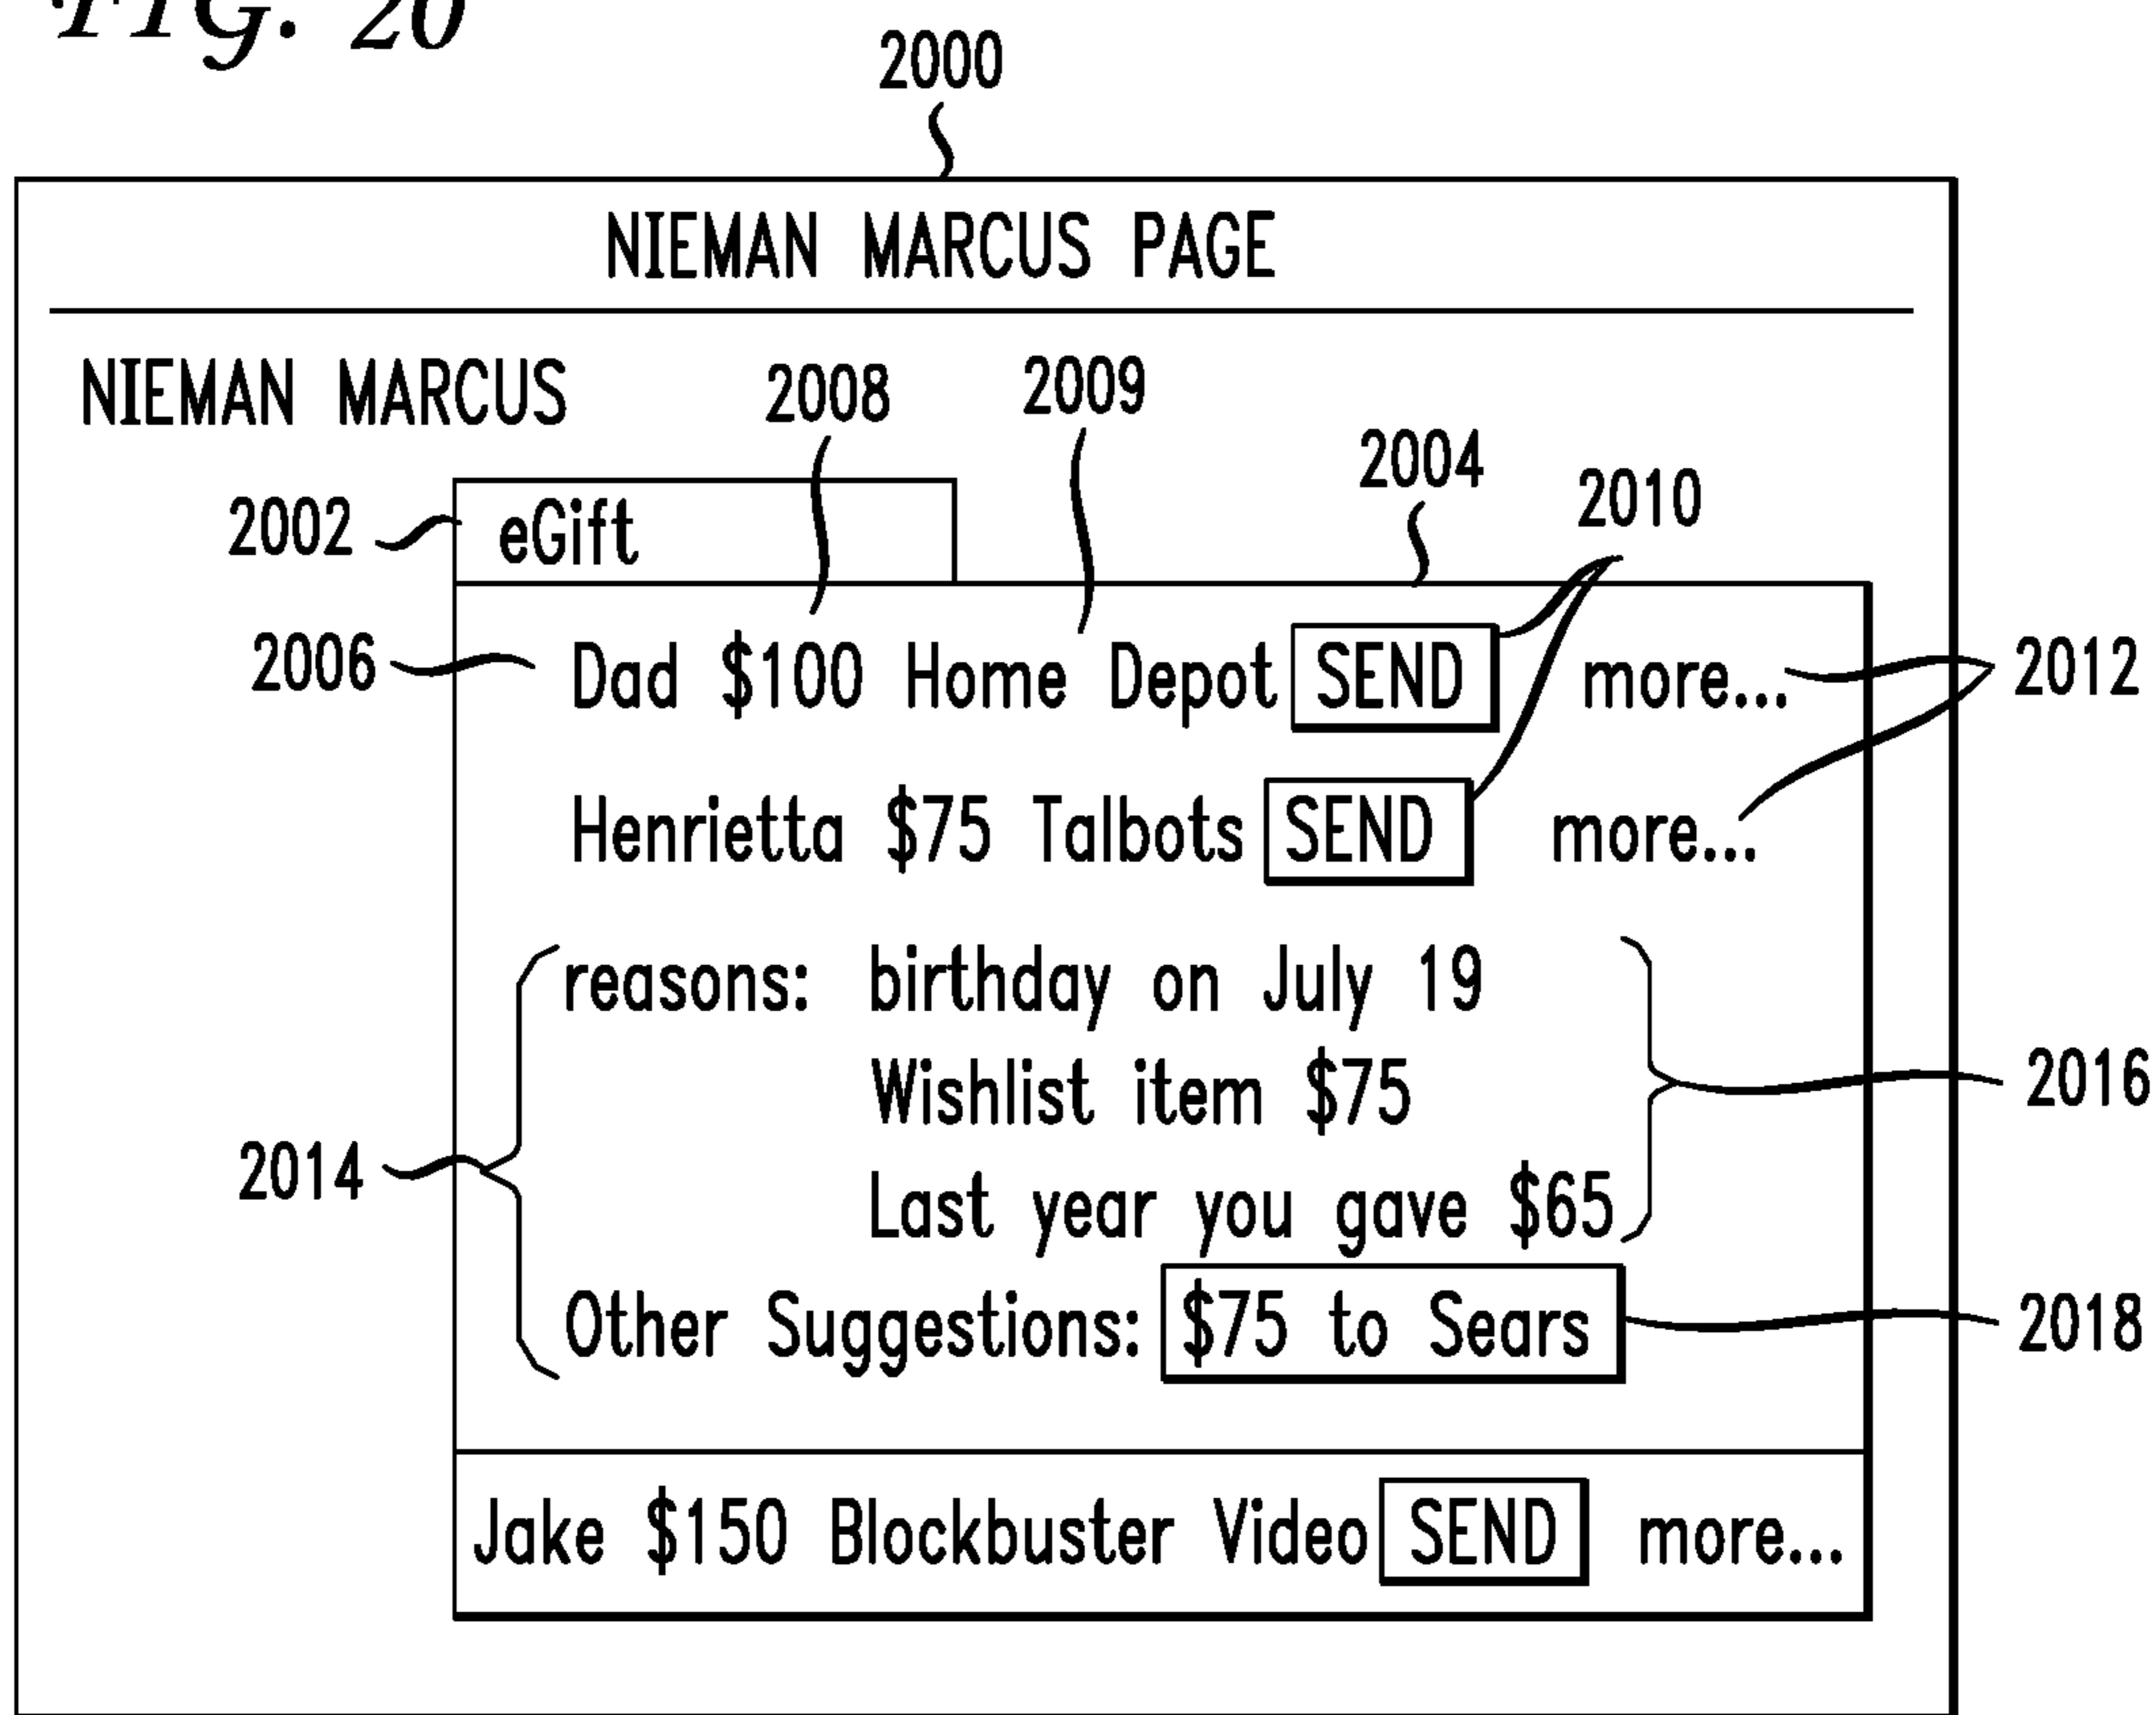 FIG. 20
2000
NIEMAN MARCUS PAGE
NIEMAN MARCUS
2008
2009
2004
2010
2002
eGift
2006
Dad $100 Home Depot SEND more...
2012
Henrietta $75 Talbots SEND more...
reasons: birthday on July 19
Wishlist item $75
2016
2014
Last year you gave $65
Other Suggestions: $75 to Sears
2018
Jake $150 Blockbuster Video SEND more...